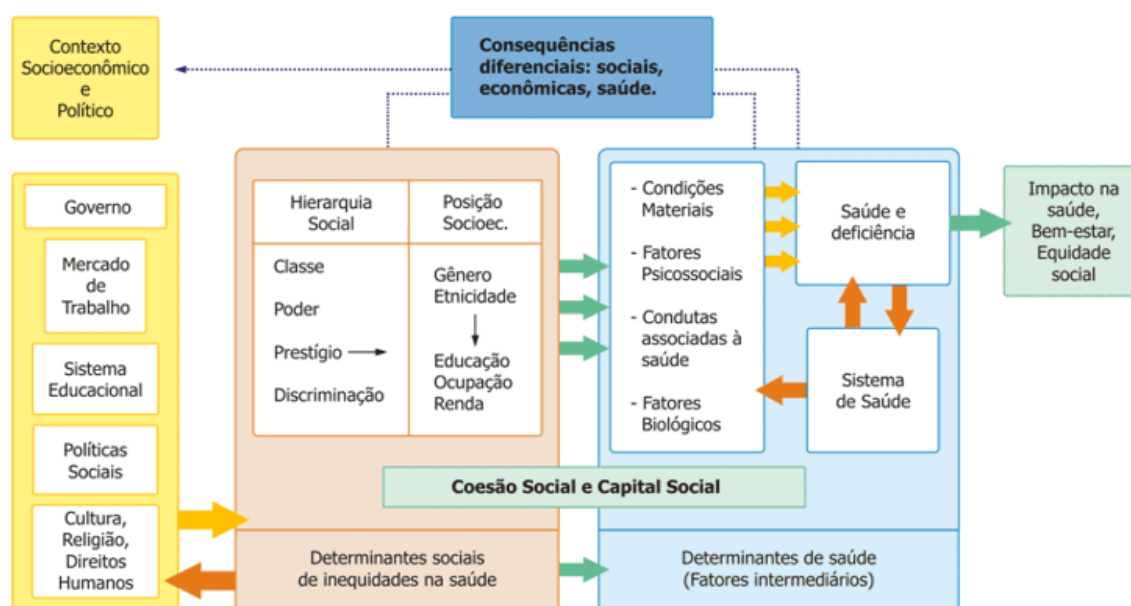 Contexto
Socioeconômico
e
Político
Consequências
diferenciais: sociais,
econômicas, saúde.
Governo
Mercado
de
Trabalho
Sistema
Educacional
Políticas
Sociais
Cultura,
Religião,
Direitos
Humanos
Hierarquia
Social
Classe
Poder
Prestígio
Discriminação
Posição
Socioec.
Gênero
Etnicidade
Educação
Ocupação
Renda
- Condições
Materiais
- Fatores
Psicossociais
- Condutas
associadas à
saúde
- Fatores
Biológicos
Saúde e
deficiência
Sistema
de Saúde
Impacto na
saúde,
Bem-estar,
Equidade
social
Coesão Social e Capital Social
Determinantes sociais
de inequidades na saúde
Determinantes de saúde
(Fatores intermediários)